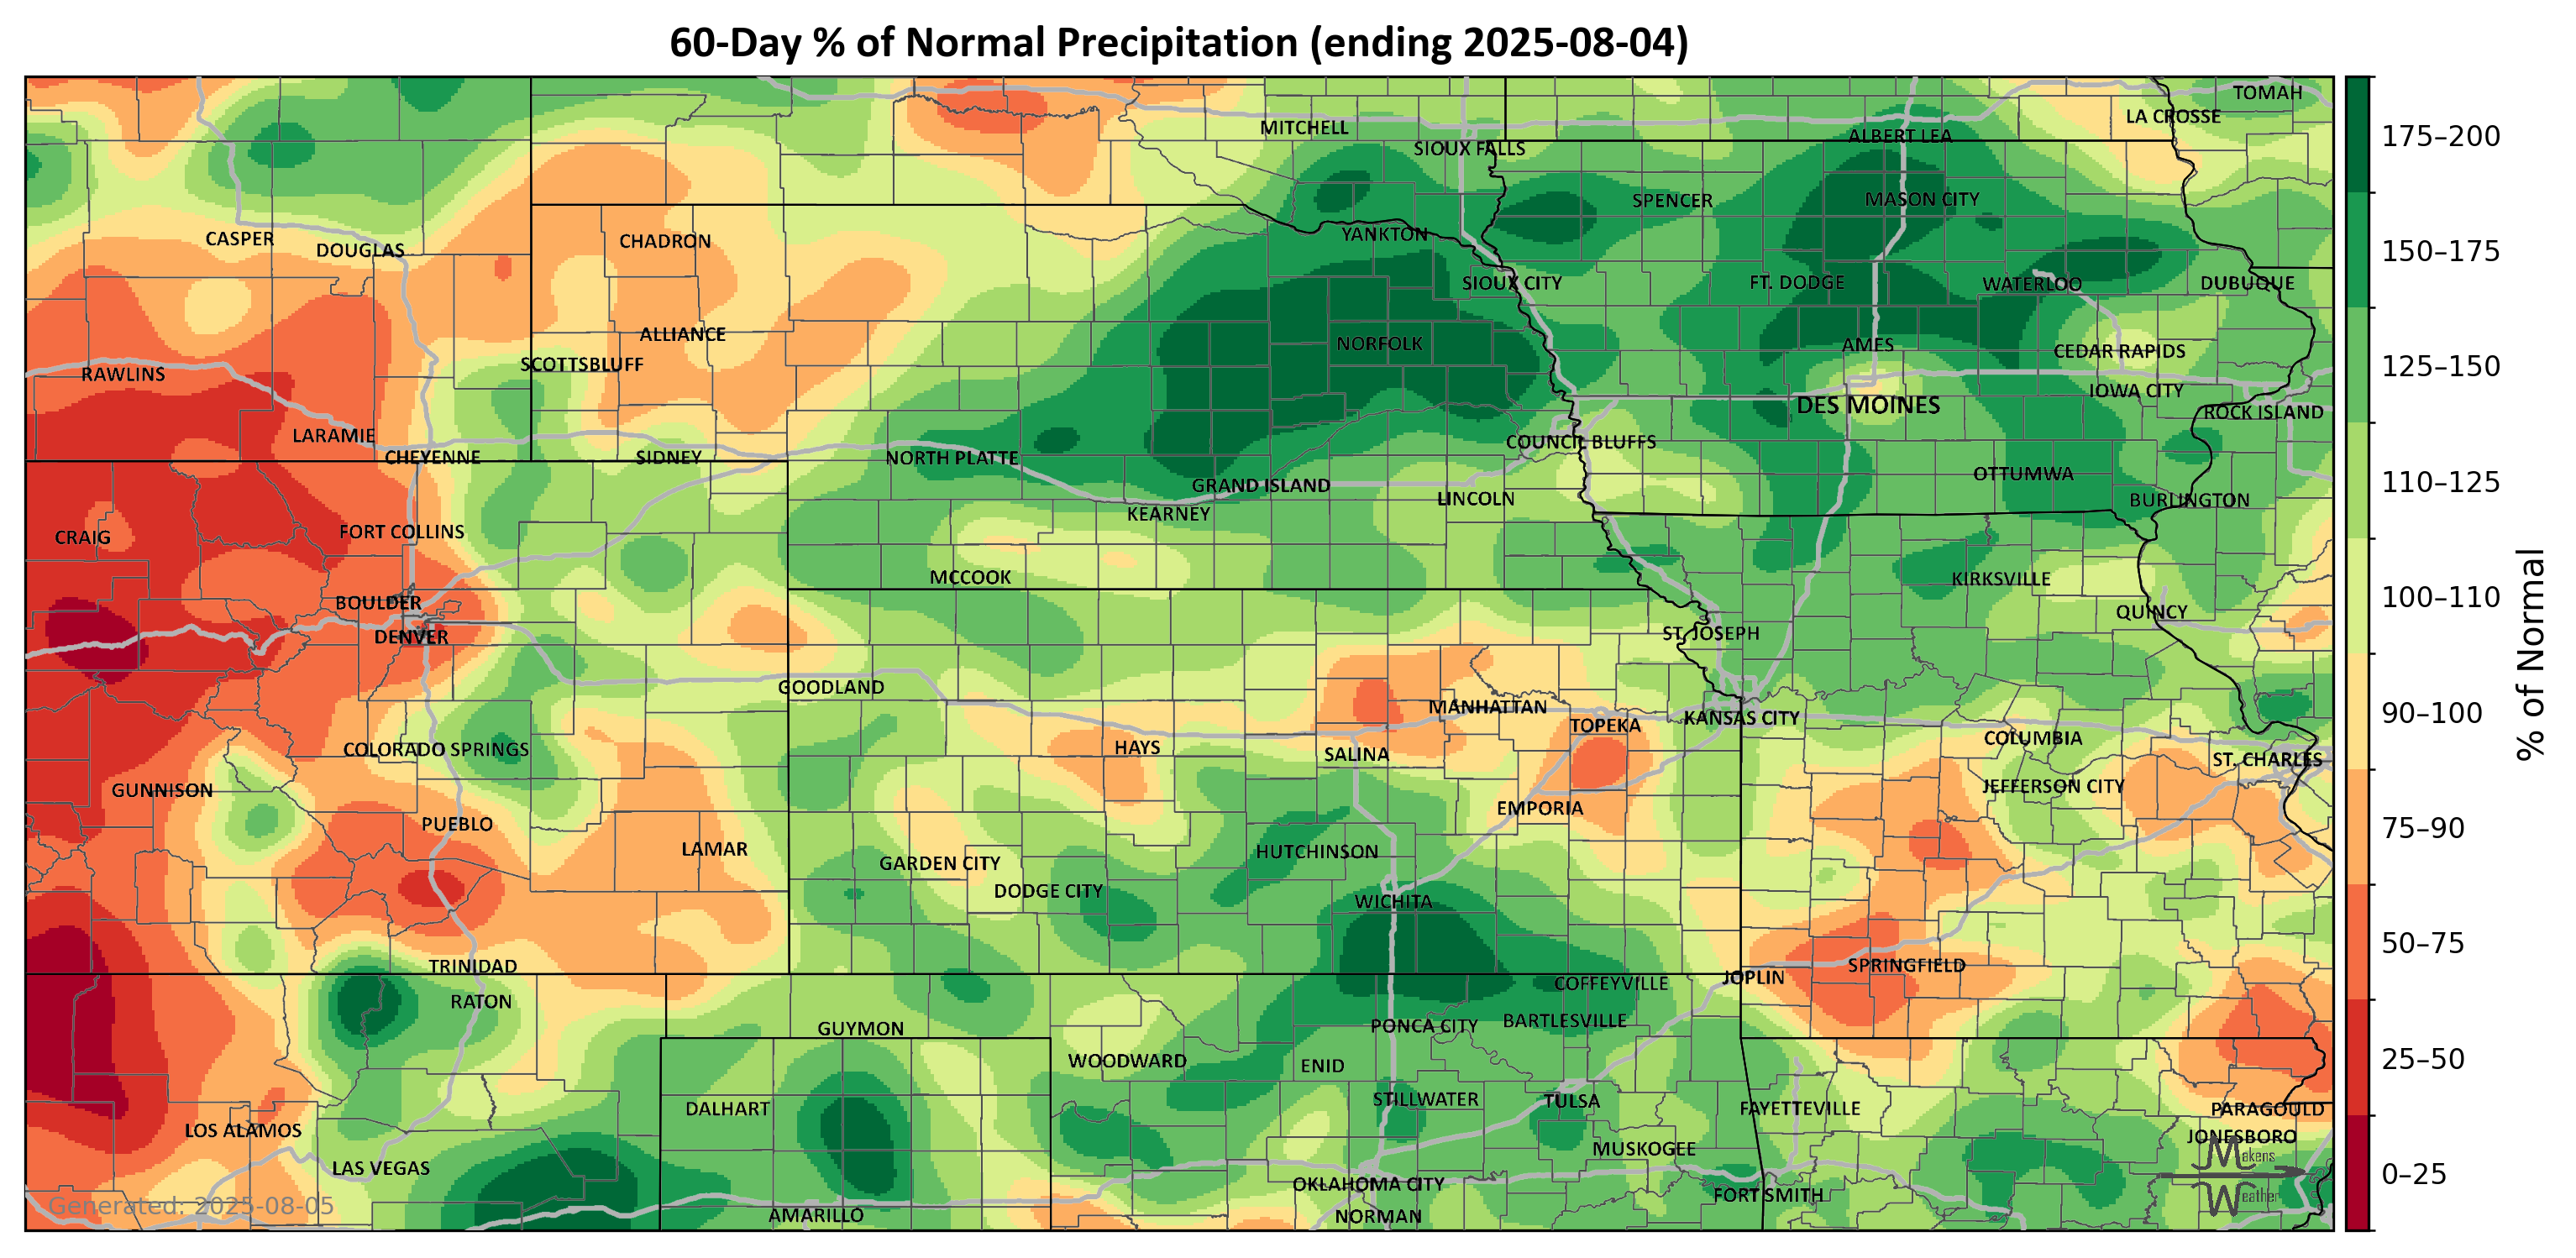 60-Day % of Normal Precipitation (ending 2025-08-04)
TOMAH
LA CROSSE
MITCHELL
ALBERT LEA
SIOUX FALLS
SPENCER
MASON CITY
YANKTON
CASPER
DOUGLAS
CHADRON
SIOUX CITY
FT. DODGE
WATERLOO
DUBUQUE
ALLIANCE
NORFOLK
AMES
CEDAR RAPIDS
SCOTTSBLUFF
RAWLINS
IOWA CITY
DES MOINES
ROCK ISLAND
LARAMIE
COUNCIL BLUFFS
CHEYENNE
SIDNEY
NORTH PLATTE
OTTUMWA
GRAND ISLAND
LINCOLN
BURLINGTON
KEARNEY
CRAIG
FORT COLLINS
MCCOOK
KIRKSVILLE
BOULDER
QUINCY
DENVER
ST. JOSEPH
GOODLAND
MANHATTAN
TOPEKA
KANSAS CITY
COLUMBIA
COLORADO SPRINGS
HAYS
SALINA
ST. CHARLES
GUNNISON
JEFFERSON CITY
EMPORIA
PUEBLO
LAMAR
HUTCHINSON
GARDEN CITY
DODGE CITY
WICHITA
TRINIDAD
SPRINGFIELD
JOPLIN
COFFEYVILLE
RATON
GUYMON
PONCA CITY
BARTLESVILLE
WOODWARD
ENID
DALHART
STILLWATER
TULSA
FAYETTEVILLE
PARAGOULD
LOS ALAMOS
JONESBORO
MUSKOGEE
LAS VEGAS
OKLAHOMA CITY
FORT SMITH
AMARILLO
NORMAN
Makens
Weather
Generated: 2025-08-05
175–200
150–175
125–150
110–125
100–110
90–100
75–90
50–75
25–50
0–25
% of Normal